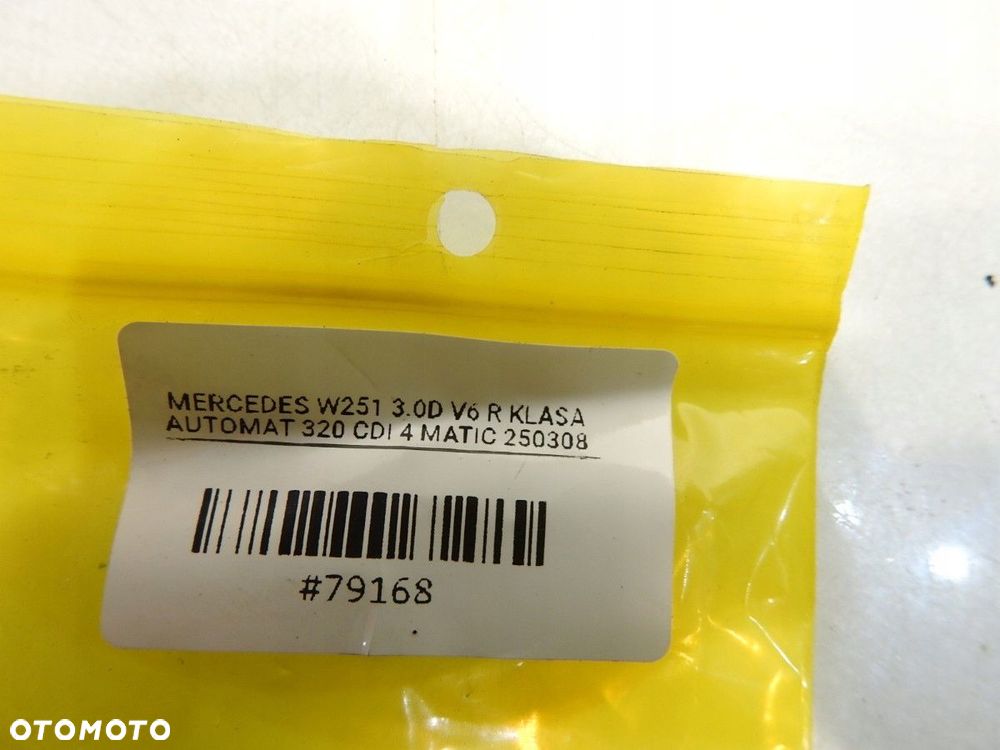 MERCEDES W251 3.0D V6 R KLASA
AUTOMAT 320 CDI 4 MATIC 250308
#79168
OTOMOTO